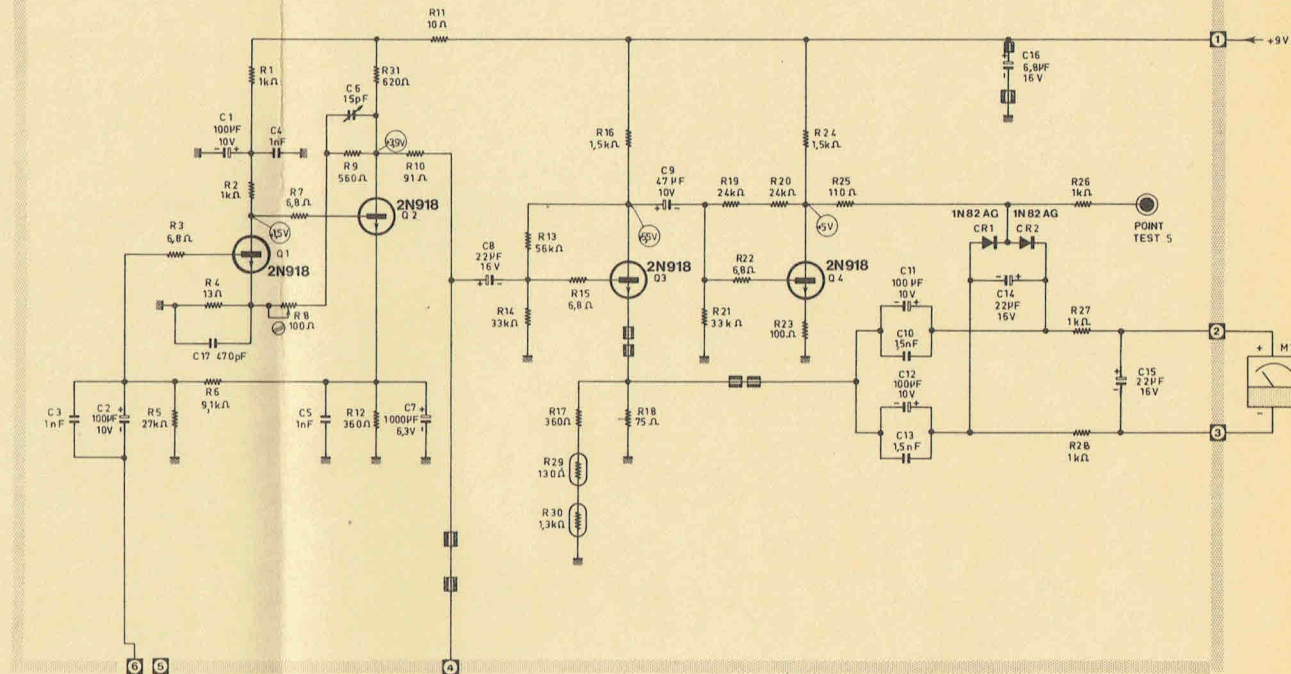 R11
10Ω
1
+9V
R1
1kΩ
R31
620Ω
C16
6,8µF
16 V
C6
15pF
C1
100µF
10V
C4
1nF
R16
1,5kΩ
R24
1,5kΩ
R9
560Ω
R10
91Ω
R2
1kΩ
R7
6,8Ω
2N918
Q2
C9
47µF
10V
R19
24kΩ
R20
24kΩ
R25
110Ω
R26
1kΩ
POINT
TEST 5
+5V
R3
6,8Ω
Q1
2N918
R13
56kΩ
1N82AG
CR1
1N82AG
CR2
C8
22µF
16V
2N918
Q3
R22
6,8Ω
2N918
Q4
R4
13Ω
R15
6,8Ω
C11
100µF
10V
C14
22µF
16V
R8
100Ω
R14
33kΩ
R21
33kΩ
R23
100Ω
R27
1kΩ
2
C17 470pF
C10
1,5nF
C15
22µF
16V
R6
9,1kΩ
C12
100µF
10V
C3
1nF
C2
100µF
10V
R5
27kΩ
C5
1nF
R12
360Ω
C7
1000µF
6,3V
R17
360Ω
R18
75Ω
C13
1,5nF
R28
1kΩ
3
R29
130Ω
R30
1,3kΩ
6
5
4